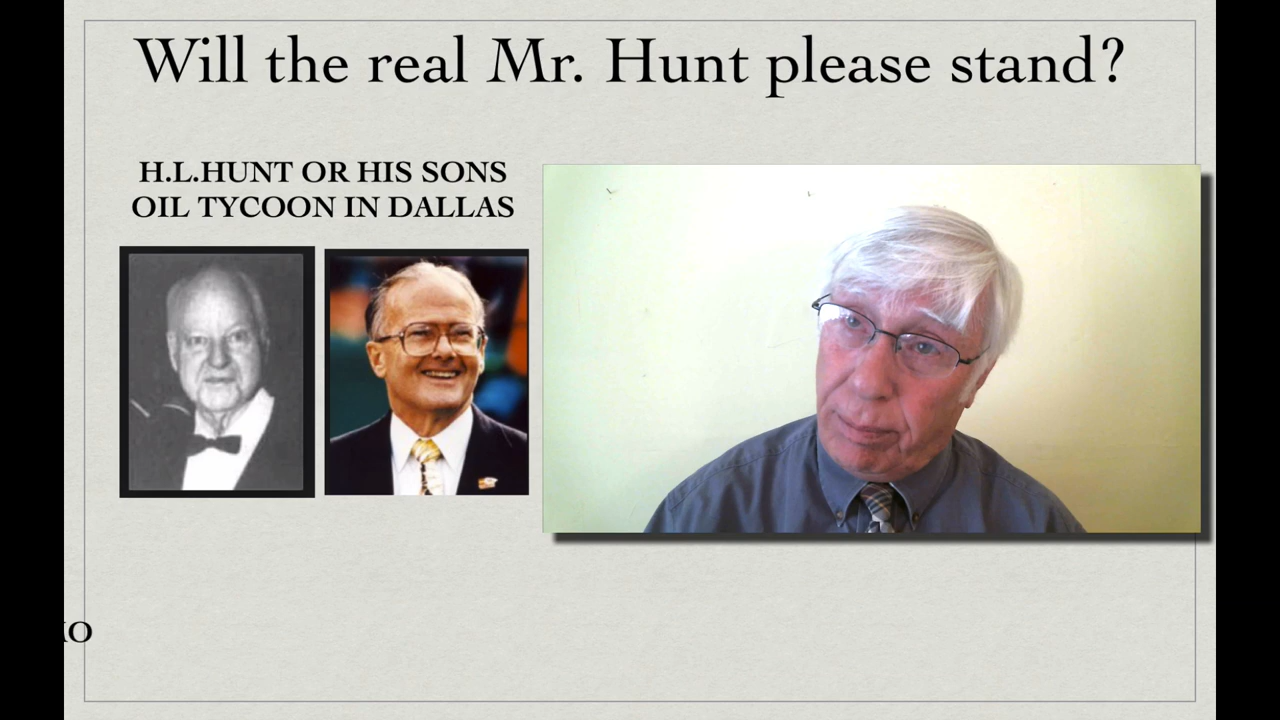 Will the real Mr. Hunt please stand?
H.L.HUNT OR HIS SONS
OIL TYCOON IN DALLAS